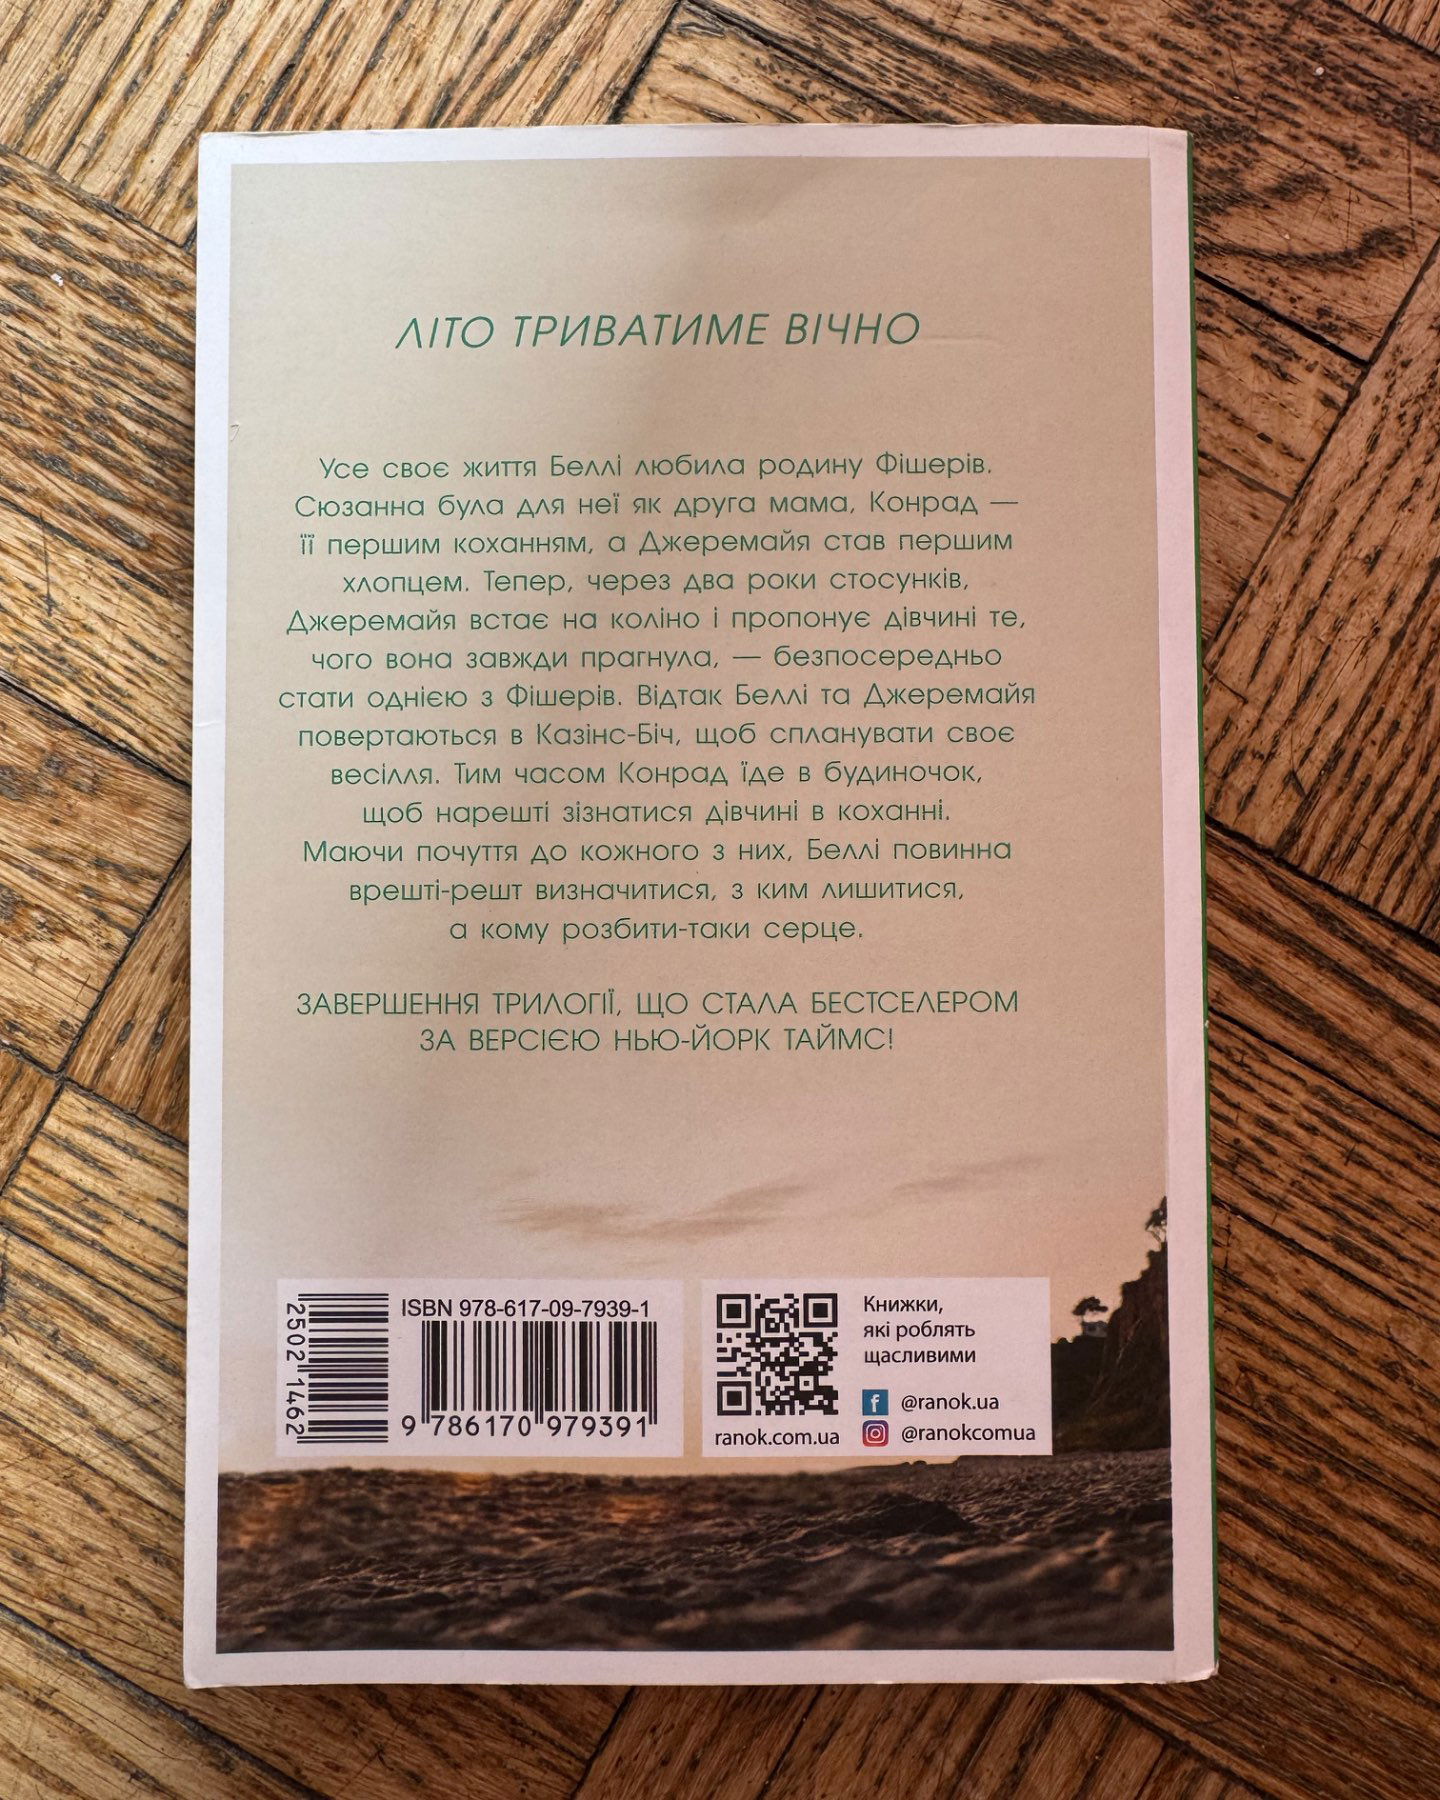 ЛІТО ТРИВАТИМЕ ВІЧНО
Усе своє життя Беллі любила родину Фішерів.
Сюзанна була для неї як друга мама, Конрад —
її першим коханням, а Джеремайя став першим
хлопцем. Тепер, через два роки стосунків,
Джеремайя встає на коліно і пропонує дівчині те,
чого вона завжди прагнула, — безпосередньо
стати однією з Фішерів. Відтак Беллі та Джеремайя
повертаються в Казінс-Біч, щоб спланувати своє
весілля. Тим часом Конрад їде в будиночок,
щоб нарешті зізнатися дівчині в коханні.
Маючи почуття до кожного з них, Беллі повинна
врешті-решт визначитися, з ким лишитися,
а кому розбити-таки серце.
ЗАВЕРШЕННЯ ТРИЛОГІЇ, ЩО СТАЛА БЕСТСЕЛЕРОМ
ЗА ВЕРСІЄЮ НЬЮ-ЙОРК ТАЙМС!
2502 1462
ISBN 978-617-09-7939-1
9 786170 979391
ranok.com.ua
Книжки,
які роблять
щасливими
@ranok.ua
@ranokcomua